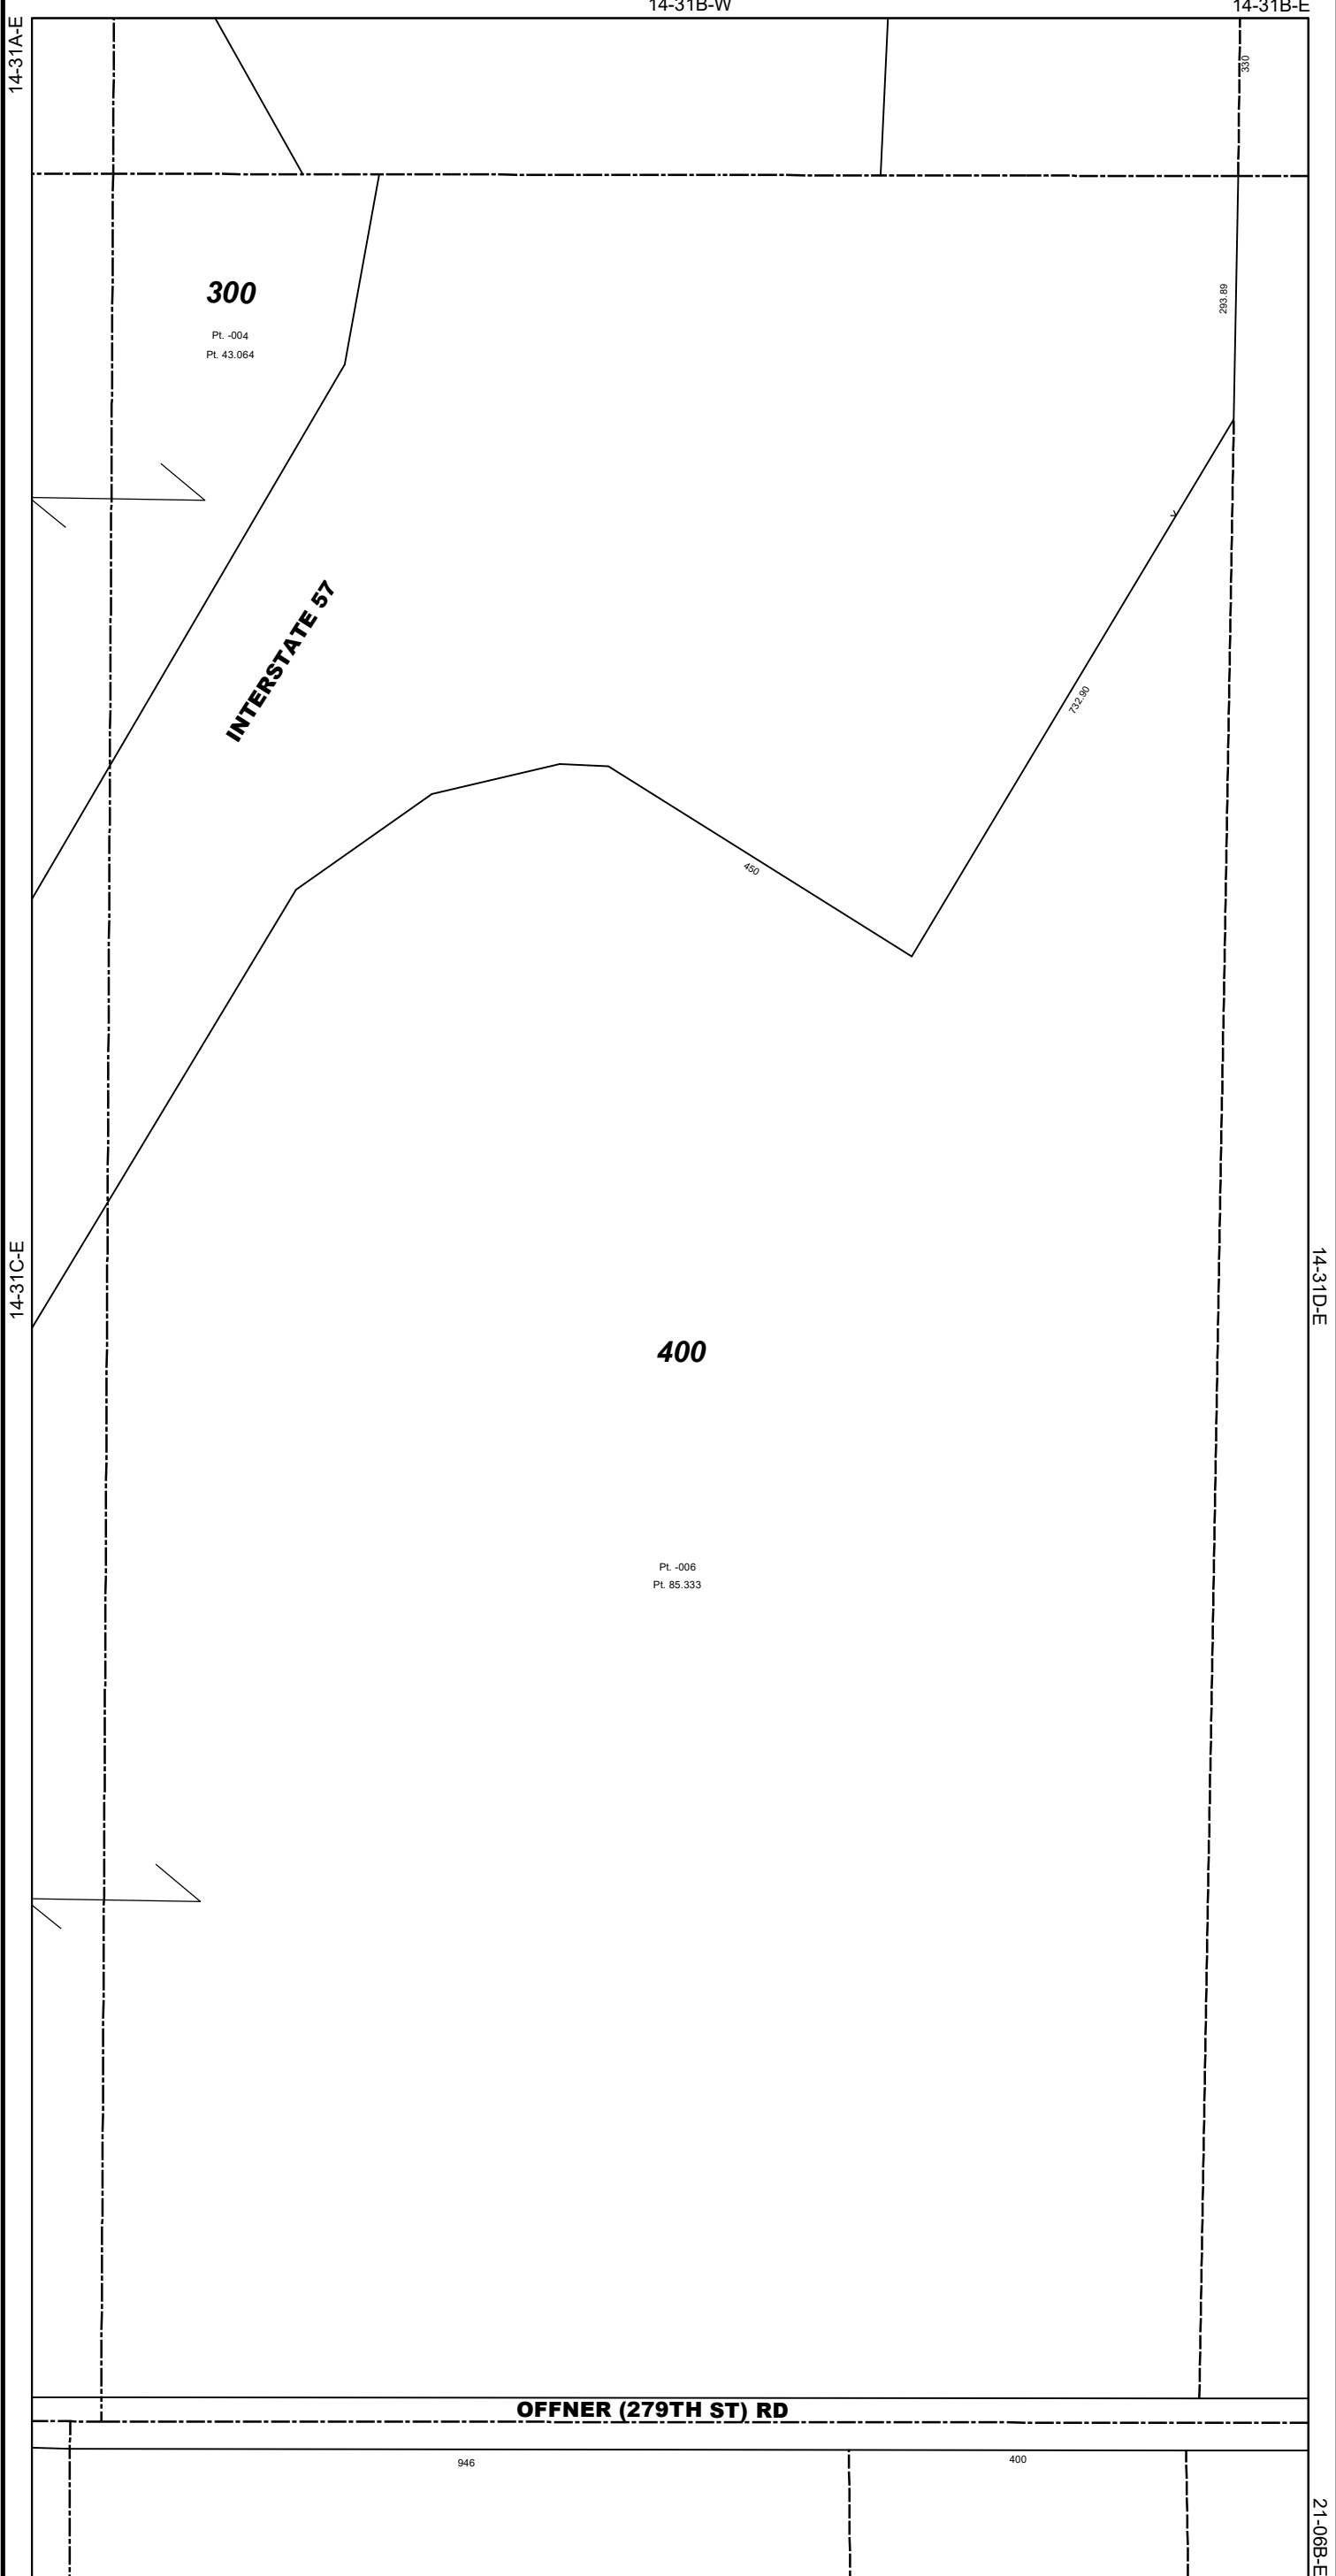 14-31B-W
14-31B-E
14-31A-E
330
300
Pt. -004
Pt. 43.064
293.89
INTERSTATE 57
732.90
450
14-31C-E
14-31D-E
400
Pt. -006
Pt. 85.333
OFFNER (279TH ST) RD
946
400
21-06B-E